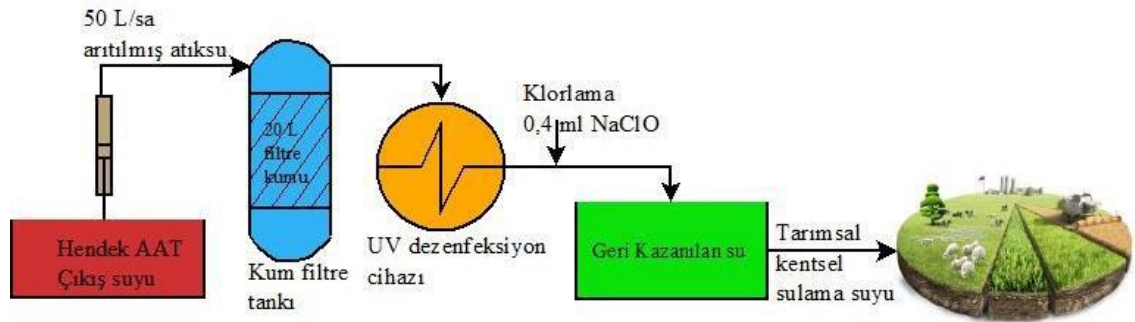 50 L/sa
arıtılmış atıksu
20 L
filtre
kumu
Klorlama
0,4 ml NaClO
Hendek AAT
Çıkış suyu
Kum filtre
tankı
UV dezenfeksiyon
cihazı
Geri Kazanılan su
Tarımsal
kentsel
sulama suyu